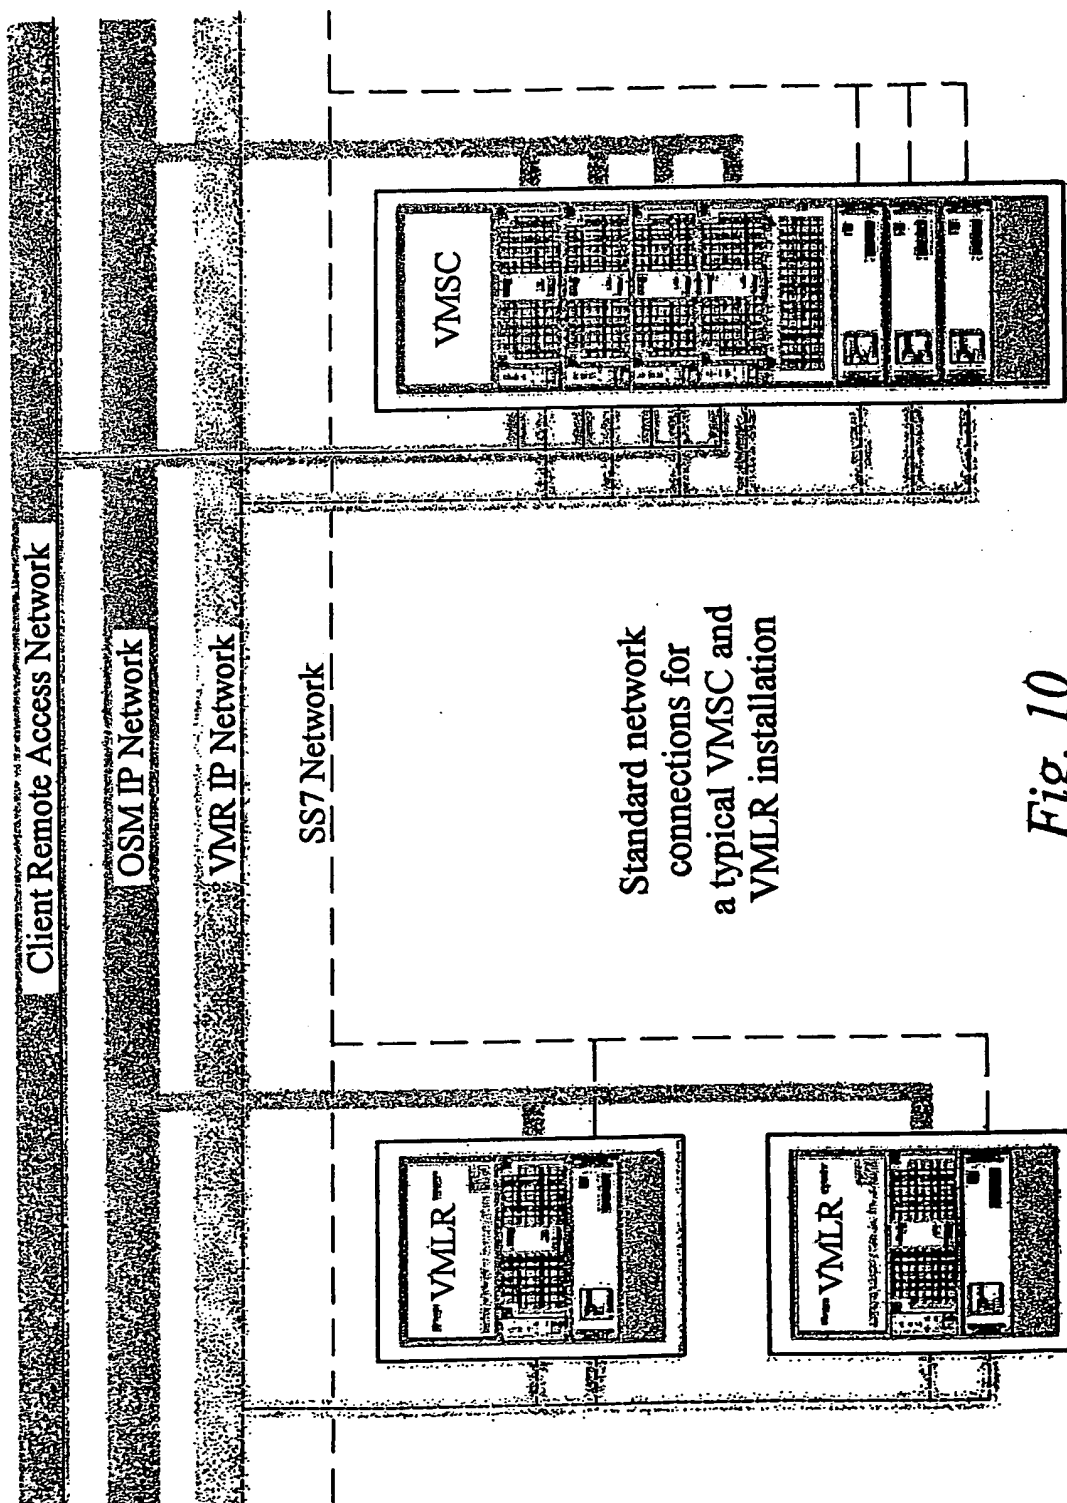 Client Remote Access Network
OSM IP Network
VMR IP Network
SS7 Network
VMLR
VMLR
VMSC
Standard network
connections for
a typical VMSC and
VMLR installation
Fig. 10